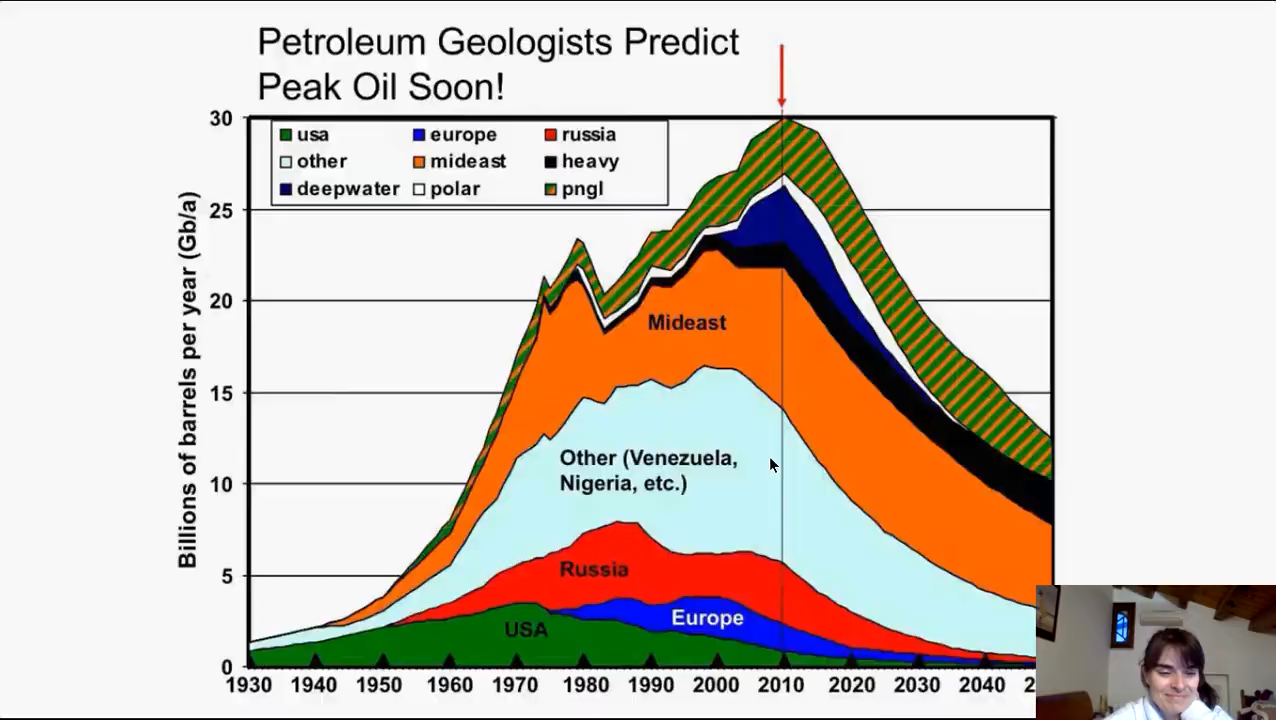 Petroleum Geologists Predict
Peak Oil Soon!
Billions of barrels per year (Gb/a)
30
25
20
15
10
5
0
usa europe russia
other mideast heavy
deepwater polar pngl
Mideast
Other (Venezuela,
Nigeria, etc.)
Russia
Europe
USA
1930 1940 1950 1960 1970 1980 1990 2000 2010 2020 2030 2040